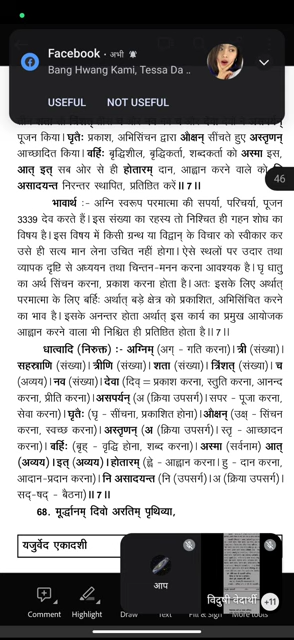 Facebook • अभी
Bang Hwang Kami, Tessa Da ..
USEFUL NOT USEFUL
पूजन किया। घृतैः प्रकाश, अभिसिंचन द्वारा औक्षन् सींचते हुए अस्तृणन्
आच्छादित किया। बर्हिः बृद्धिशील, बृद्धिकर्ता, शब्दकर्ता को अस्मा इस,
आत् इत् सब ओर से ही होतारम् दान, आह्वान करने वाले को
असादयन्त निरन्तर स्थापित, प्रतिष्ठित करें॥ 7॥
46
भावार्थ :- अग्नि स्वरूप परमात्मा की सपर्या, परिचर्या, पूजन
3339 देव करते हैं। इस संख्या का रहस्य तो निश्चित ही गहन शोध का
विषय है। इस विषय में किसी ग्रन्थ या विद्वान् के विचार को स्वीकार कर
उसे ही सत्य मान लेना उचित नहीं होगा। ऐसे स्थलों पर उदार तथा
व्यापक दृष्टि से अध्ययन तथा चिन्तन-मनन करना आवश्यक है। घृ धातु
का अर्थ सिंचन करना, प्रकाश करना होता है। अतः इसके लिए अर्थात्
परमात्मा के लिए बर्हिः अर्थात् बड़े क्षेत्र को प्रकाशित, अभिसिंचित करने
का भाव है। इसके अनन्तर होता अर्थात् इस कार्य का प्रमुख आयोजक
आह्वान करने वाला भी निश्चित ही प्रतिष्ठित होता है॥ 7॥
धात्वादि (निरुक्त) :- अग्निम् (अग् - गति करना)। त्री (संख्या)।
सहस्राणि (संख्या)। त्रीणि (संख्या)। शता (संख्या)। त्रिंशत् (संख्या)। च
(अव्यय)। नव (संख्या)। देवा (दिव् = प्रकाश करना, स्तुति करना, आनन्द
करना, प्रीति करना)। असपर्यन् (अ (क्रिया उपसर्ग)। सपर - पूजा करना,
सेवा करना)। घृतैः (घृ - सींचना, प्रकाशित होना)। औक्षन् (उक्ष् - सिंचन
करना, स्वच्छ करना)। अस्तृणन् (अ (क्रिया उपसर्ग)। स्तृ - आच्छादन
करना)। बर्हिः (बृह् - वृद्धि होना, शब्द करना)। अस्मा (सर्वनाम) आत्
(अव्यय)। इत् (अव्यय)। होतारम् (ह्वे - आह्वान करना। हु - दान करना,
आदान-प्रदान करना)। नि असादयन्त (नि (उपसर्ग)। अ (क्रिया उपसर्ग)।
सद्-षद् - बैठना)॥ 7॥
68. मूर्द्धानम् दिवो अरतिम् पृथिव्या,
यजुर्वेद एकादशी
आप
विदुषी वेदार्थी
+11
Comment Highlight Draw Text Fill & Sign More tools